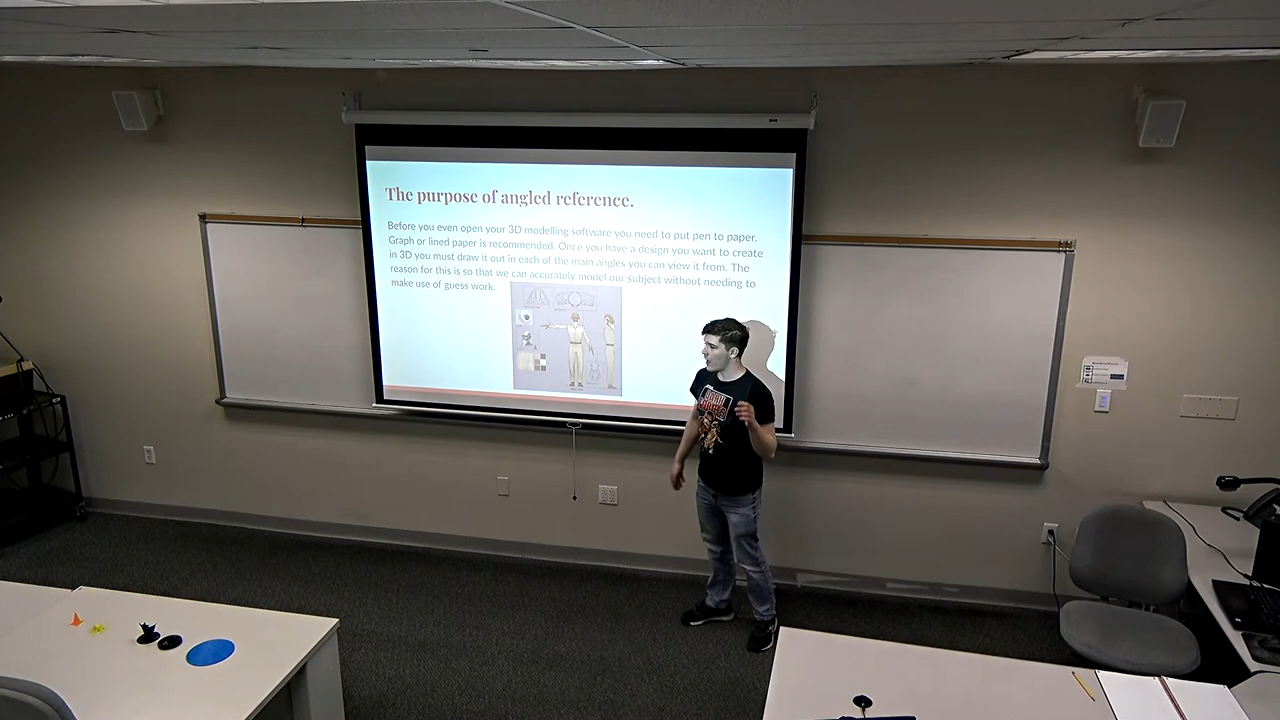 The purpose of angled reference.
Before you even open your 3D modelling software you need to put pen to paper.
Graph or lined paper is recommended. Once you have a design you want to create
in 3D you must draw it out in each of the main angles you can view it from. The
reason for this is so that we can accurately model our subject without needing to
make use of guess work.